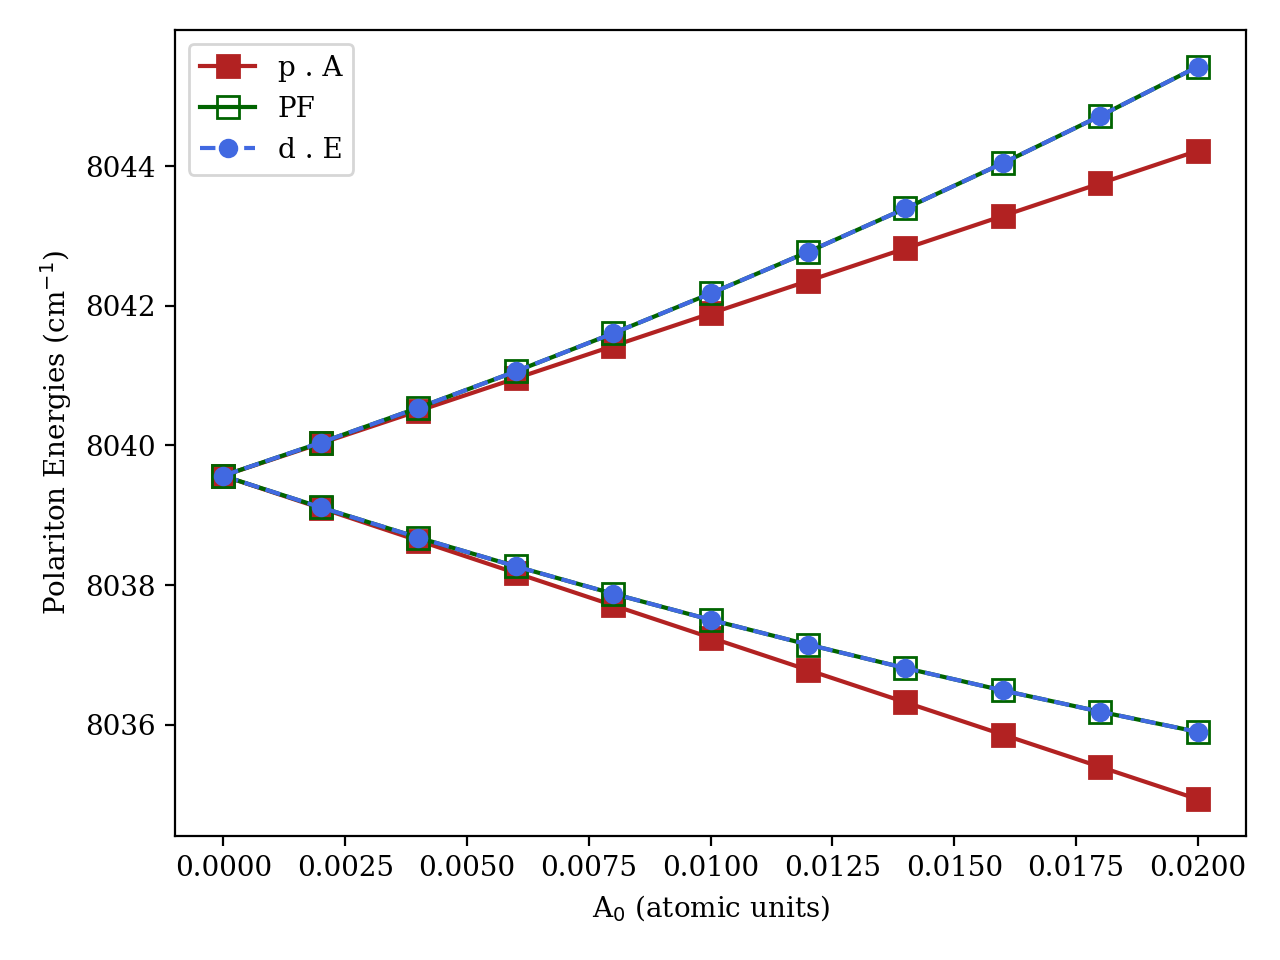 p . A
PF
d . E
8044
8042
8040
8038
8036
Polariton Energies (cm⁻¹)
0.0000 0.0025 0.0050 0.0075 0.0100 0.0125 0.0150 0.0175 0.0200
A₀ (atomic units)